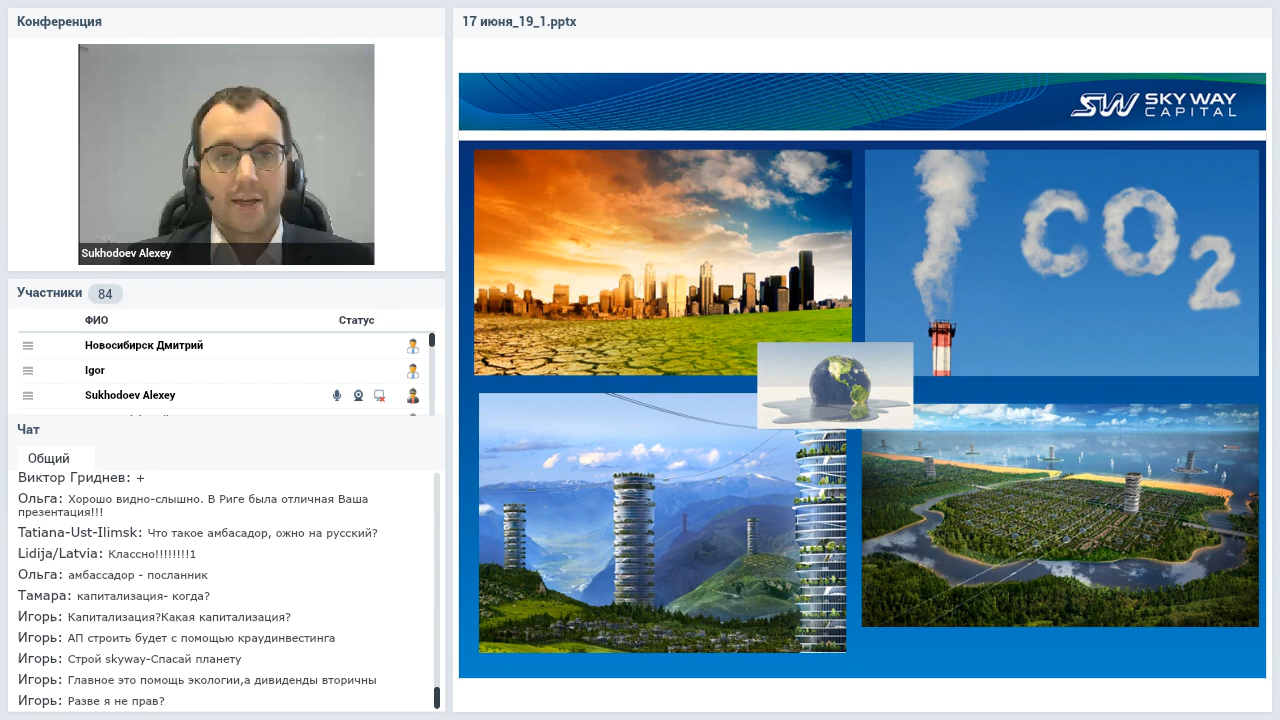 Конференция
Sukhodoev Alexey
Участники 84
ФИО Статус
Новосибирск Дмитрий
Igor
Sukhodoev Alexey
Чат
Общий
Виктор Гриднев: +
Ольга: Хорошо видно-слышно. В Риге была отличная Ваша
презентация!!!
Tatiana-Ust-Ilimsk: Что такое амбасадор, ожно на русский?
Lidija/Latvia: Классно!!!!!!!!1
Ольга: амбассадор - посланник
Тамара: капитализация- когда?
Игорь: Капитализация?Какая капитализация?
Игорь: АП строить будет с помощью краудинвестинга
Игорь: Строй skyway-Спасай планету
Игорь: Главное это помощь экологии,а дивиденды вторичны
Игорь: Разве я не прав?
17 июня_19_1.pptx
SW SKY WAY
CAPITAL
CO2